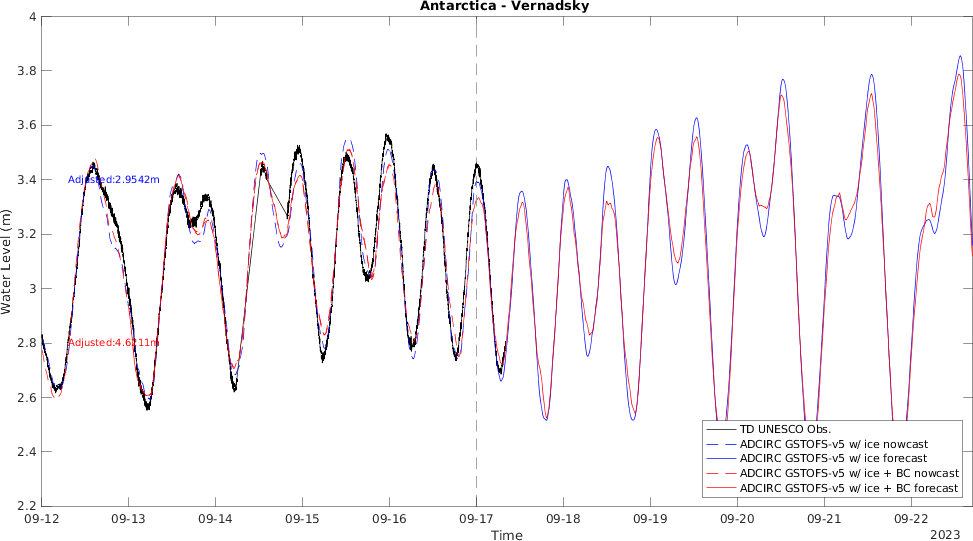 Antarctica - Vernadsky
4
3.8
3.6
3.4
3.2
3
2.8
2.6
2.4
2.2
Water Level (m)
Adjusted:2.9542m
Adjusted:4.6211m
TD UNESCO Obs.
ADCIRC GSTOFS-v5 w/ ice nowcast
ADCIRC GSTOFS-v5 w/ ice forecast
ADCIRC GSTOFS-v5 w/ ice + BC nowcast
ADCIRC GSTOFS-v5 w/ ice + BC forecast
09-12 09-13 09-14 09-15 09-16 09-17 09-18 09-19 09-20 09-21 09-22
Time
2023